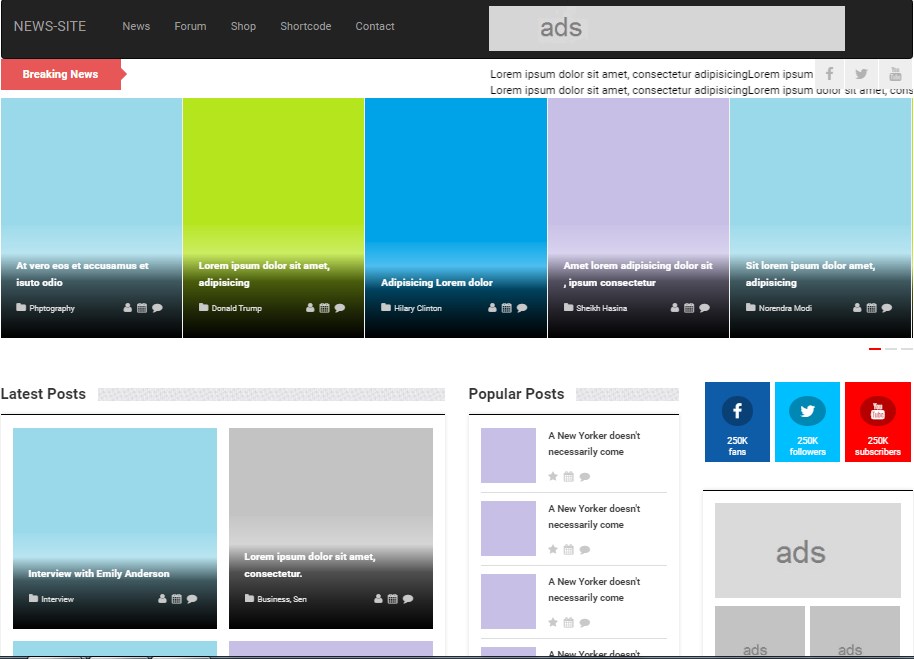 NEWS-SITE
News
Forum
Shop
Shortcode
Contact
ads
Breaking News
Lorem ipsum dolor sit amet, consectetur adipisicingLorem ipsum
Lorem ipsum dolor sit amet, consectetur adipisicingLorem ipsum dolor sit amet, cons
At vero eos et accusamus et
isuto odio
Phptography
Lorem ipsum dolor sit amet,
adipisicing
Donald Trump
Adipisicing Lorem dolor
Hilary Clinton
Amet lorem adipisicing dolor sit
, ipsum consectetur
Sheikh Hasina
Sit lorem ipsum dolor amet,
adipisicing
Norendra Modi
Latest Posts
Interview with Emily Anderson
Interview
Lorem ipsum dolor sit amet,
consectetur.
Business, Sen
Popular Posts
A New Yorker doesn't
necessarily come
A New Yorker doesn't
necessarily come
A New Yorker doesn't
necessarily come
A New Yorker doesn't
250K
fans
250K
followers
You
Tube
250K
subscribers
ads
ads
ads